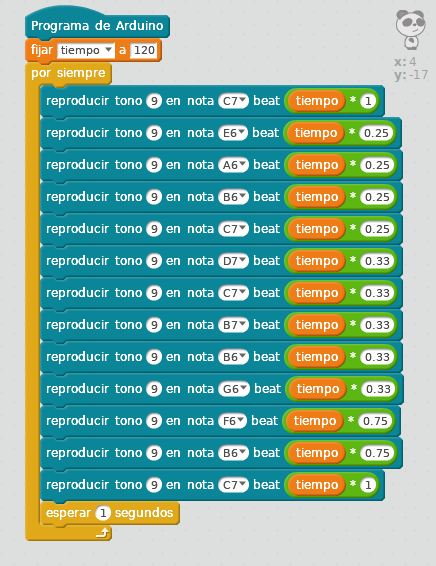 Programa de Arduino
fijar tiempo a 120
por siempre
x: 4
y: -17
reproducir tono 9 en nota C7 beat tiempo * 1
reproducir tono 9 en nota E6 beat tiempo * 0.25
reproducir tono 9 en nota A6 beat tiempo * 0.25
reproducir tono 9 en nota B6 beat tiempo * 0.25
reproducir tono 9 en nota C7 beat tiempo * 0.25
reproducir tono 9 en nota D7 beat tiempo * 0.33
reproducir tono 9 en nota C7 beat tiempo * 0.33
reproducir tono 9 en nota B7 beat tiempo * 0.33
reproducir tono 9 en nota B6 beat tiempo * 0.33
reproducir tono 9 en nota G6 beat tiempo * 0.33
reproducir tono 9 en nota F6 beat tiempo * 0.75
reproducir tono 9 en nota B6 beat tiempo * 0.75
reproducir tono 9 en nota C7 beat tiempo * 1
esperar 1 segundos